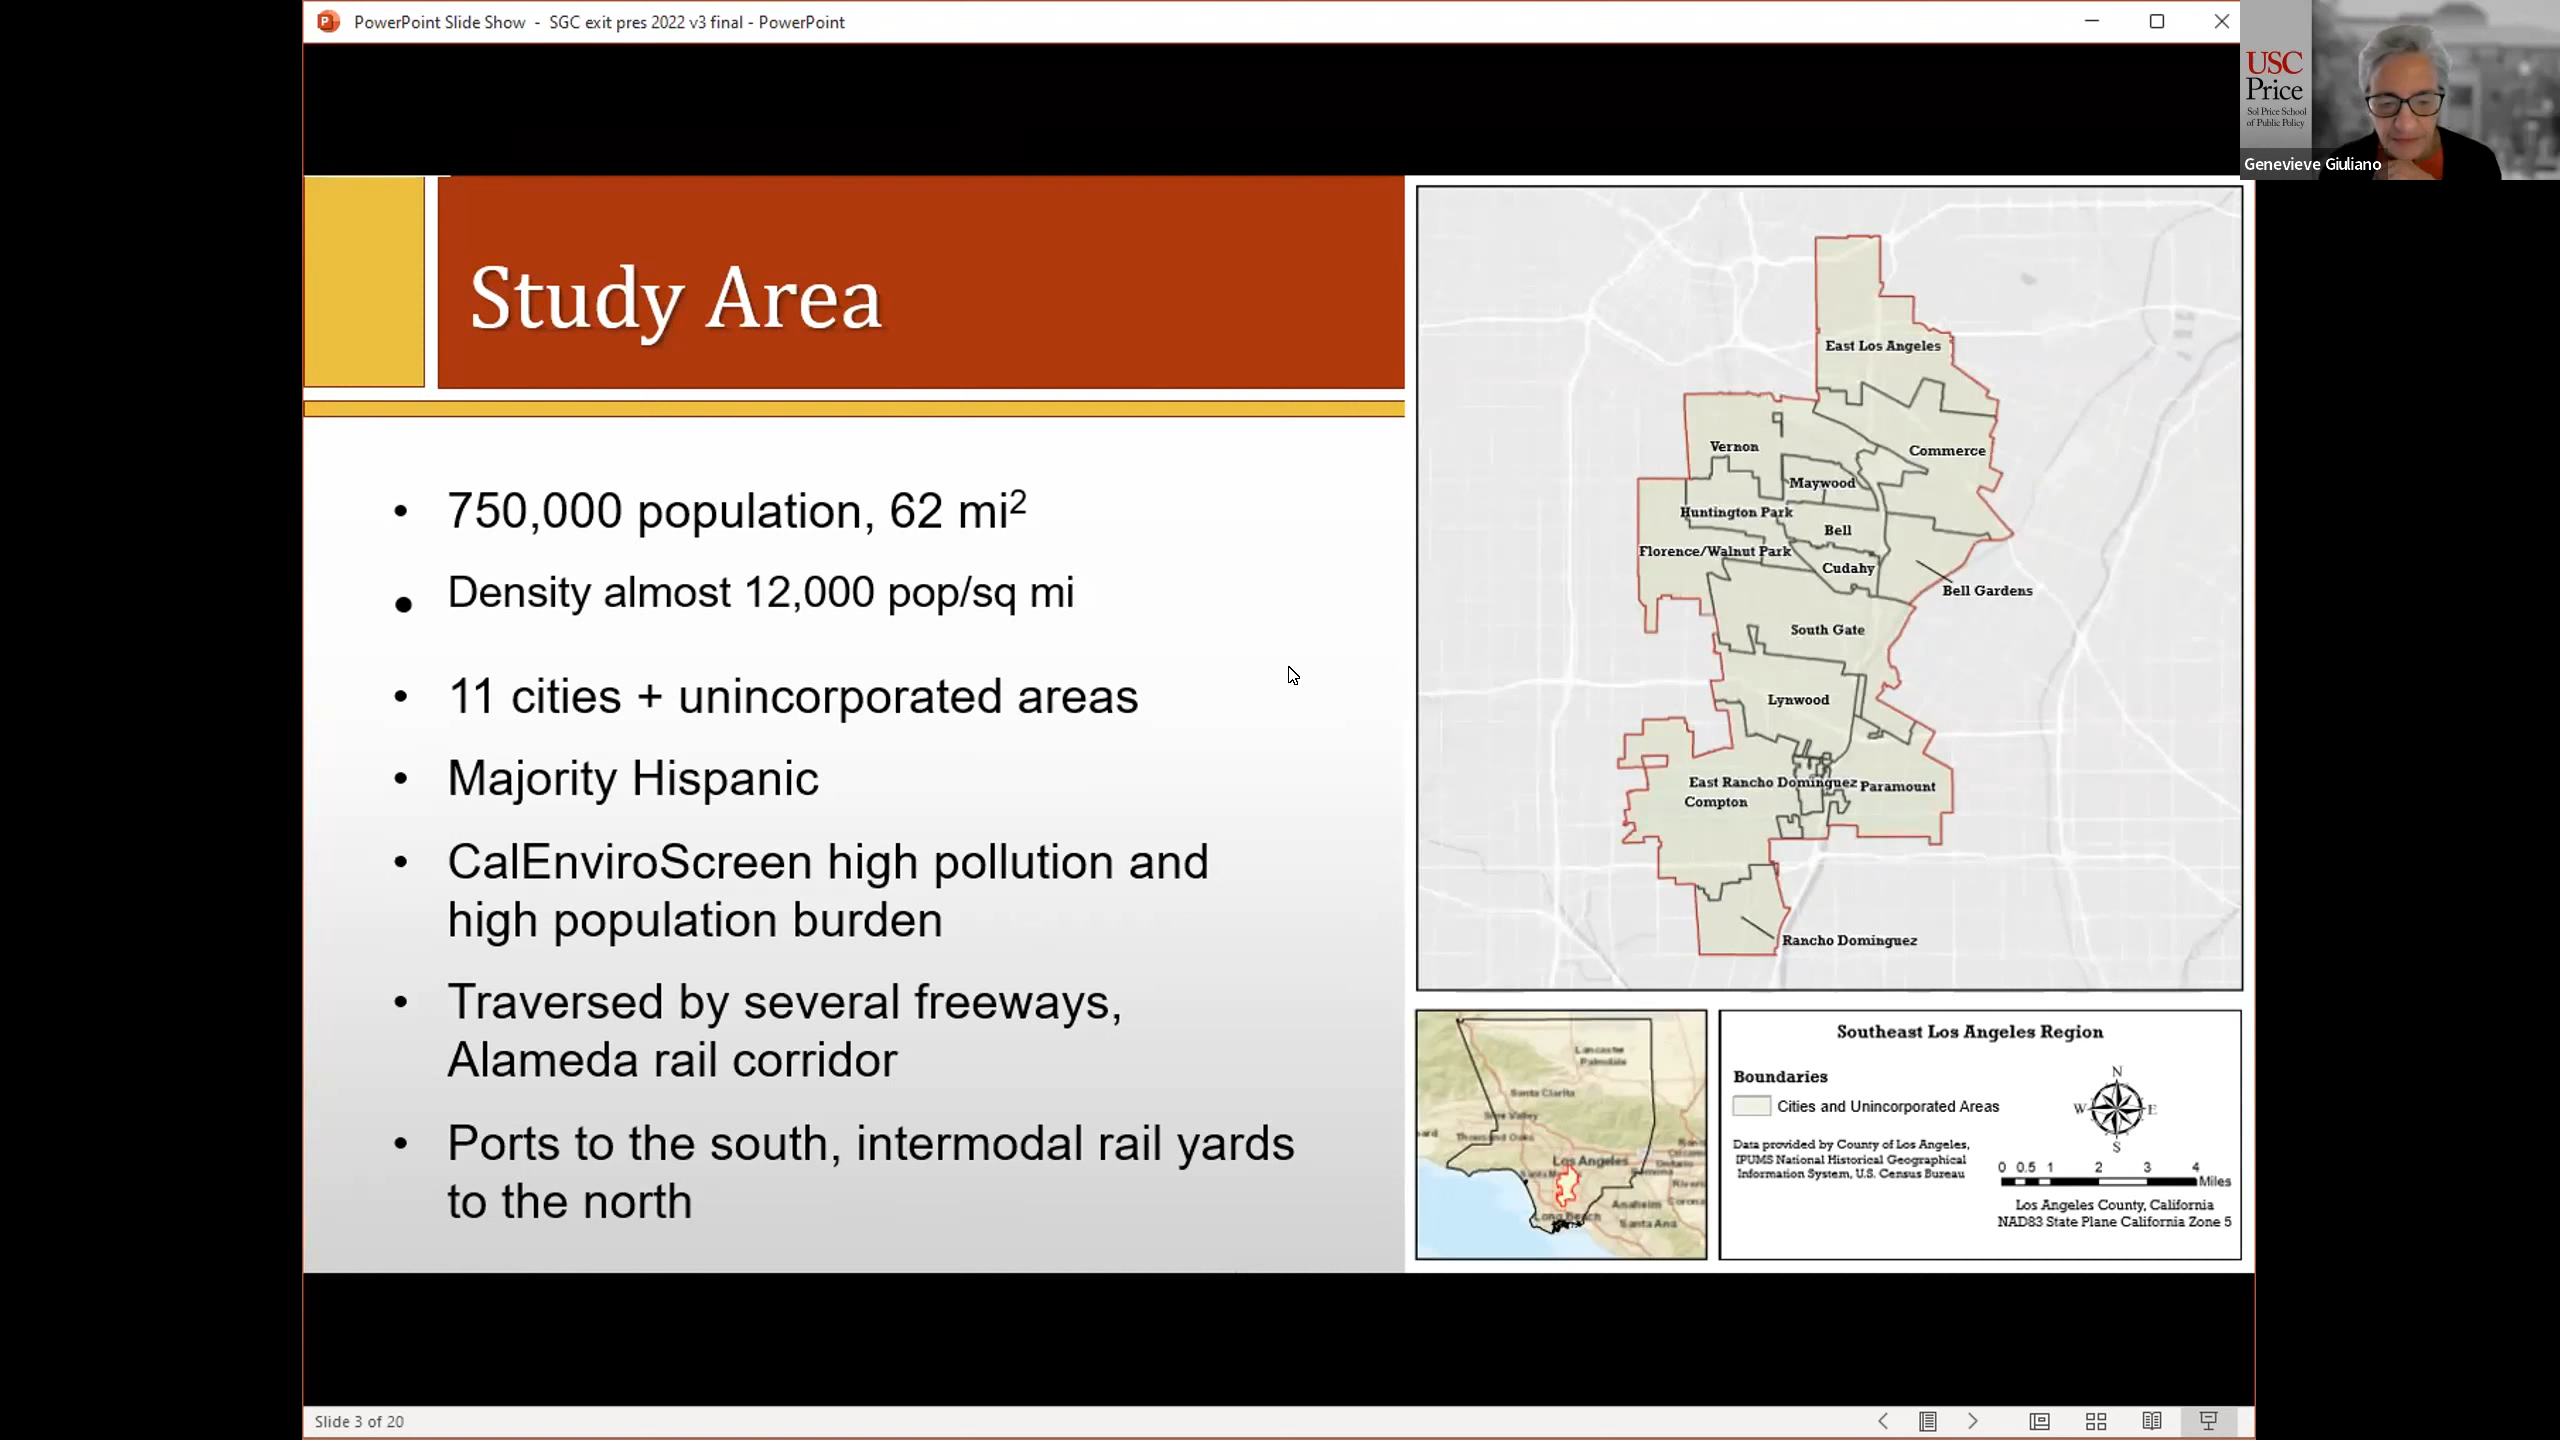 PowerPoint Slide Show - SGC exit pres 2022 v3 final - PowerPoint
USC
Price
Sol Price School
of Public Policy
Genevieve Giuliano
Study Area
• 750,000 population, 62 mi²
• Density almost 12,000 pop/sq mi
• 11 cities + unincorporated areas
• Majority Hispanic
• CalEnviroScreen high pollution and
high population burden
• Traversed by several freeways,
Alameda rail corridor
• Ports to the south, intermodal rail yards
to the north
East Los Angeles
Vernon
Commerce
Maywood
Huntington Park
Bell
Florence/Walnut Park
Cudahy
Bell Gardens
South Gate
Lynwood
East Rancho Dominguez
Paramount
Compton
Rancho Dominguez
Lancaster
Palmdale
Santa Clarita
Simi Valley
Thousand Oaks
Los Angeles
Long Beach
Anaheim
Santa Ana
Corona
Southeast Los Angeles Region
Boundaries
Cities and Unincorporated Areas
N
W
E
S
Data provided by County of Los Angeles,
IPUMS National Historical Geographical
Information System, U.S. Census Bureau
0 0.5 1 2 3 4
Miles
Los Angeles County, California
NAD83 State Plane California Zone 5
Slide 3 of 20